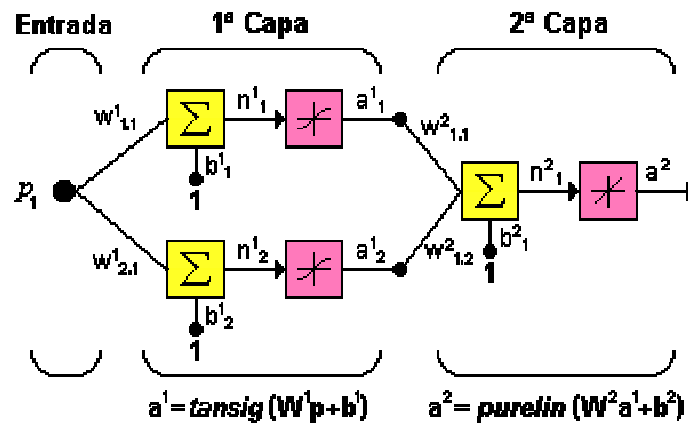 Entrada
1ª Capa
2ª Capa
w¹₁,₁
Σ
n¹₁
a¹₁
w²₁,₁
b¹₁
1
p₁
Σ
n²₁
a²
w¹₂,₁
Σ
n¹₂
a¹₂
w²₁,₂
b²₁
1
b¹₂
1
a¹=tansig (W¹p+b¹)
a²= purelin (W²a¹+b²)